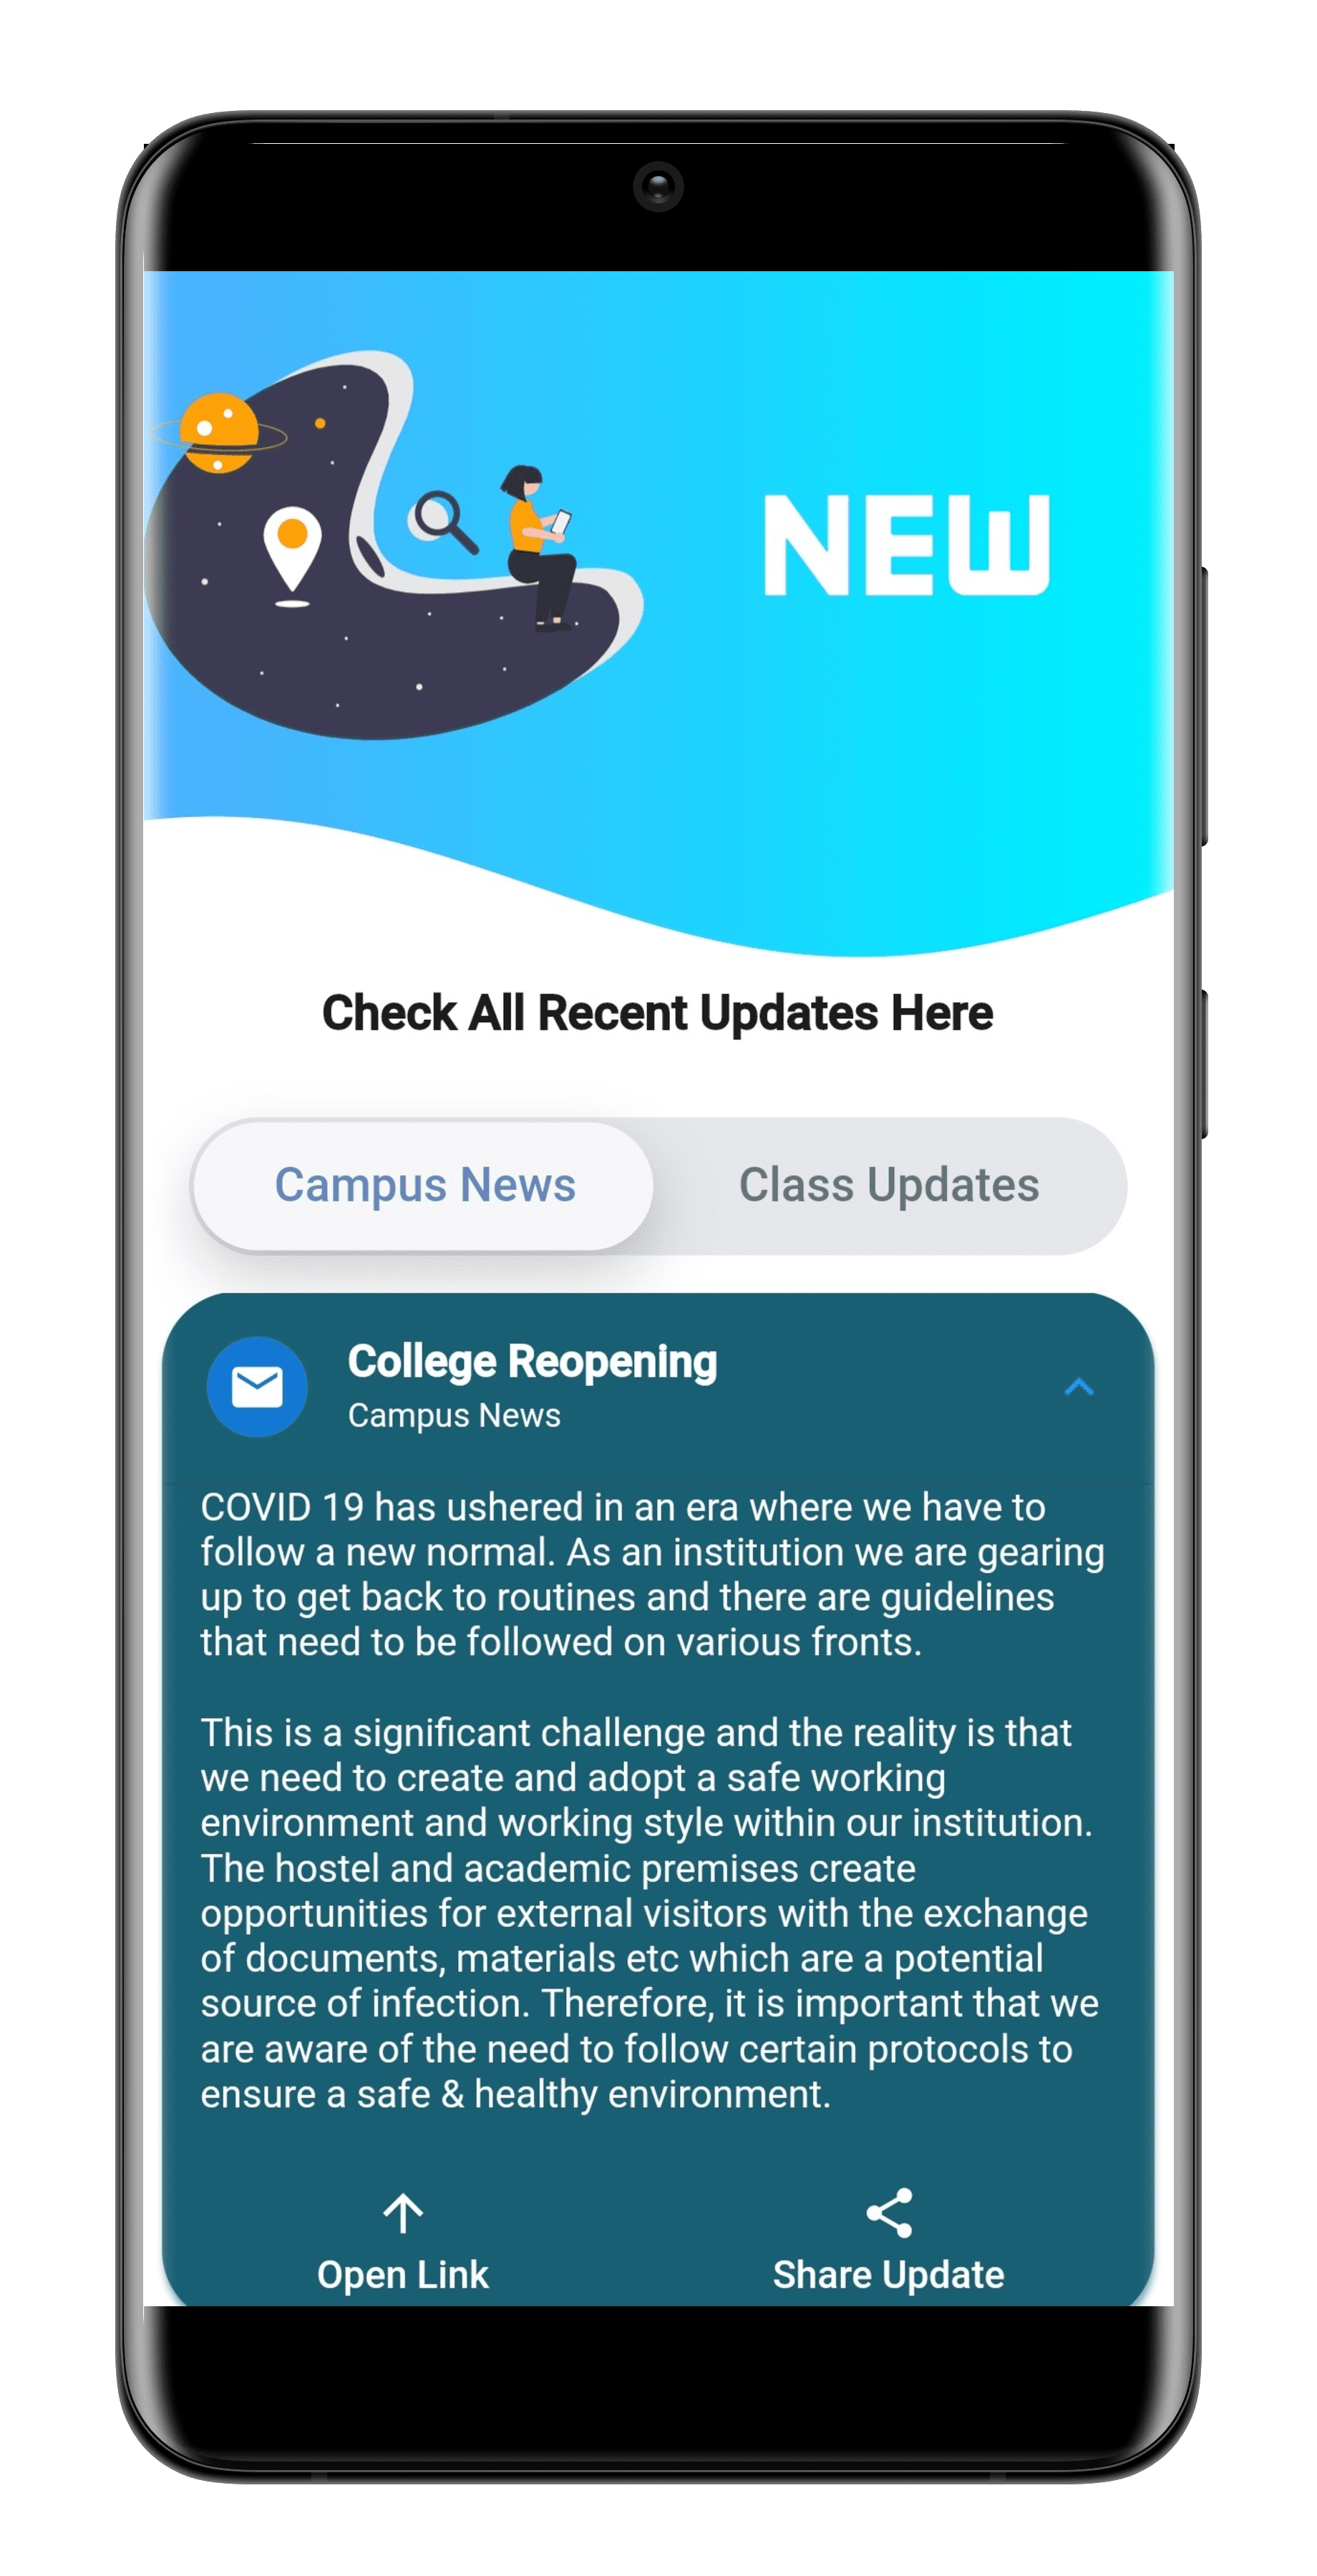 NEW
Check All Recent Updates Here
Campus News
Class Updates
College Reopening
Campus News
COVID 19 has ushered in an era where we have to
follow a new normal. As an institution we are gearing
up to get back to routines and there are guidelines
that need to be followed on various fronts.
This is a significant challenge and the reality is that
we need to create and adopt a safe working
environment and working style within our institution.
The hostel and academic premises create
opportunities for external visitors with the exchange
of documents, materials etc which are a potential
source of infection. Therefore, it is important that we
are aware of the need to follow certain protocols to
ensure a safe & healthy environment.
Open Link
Share Update